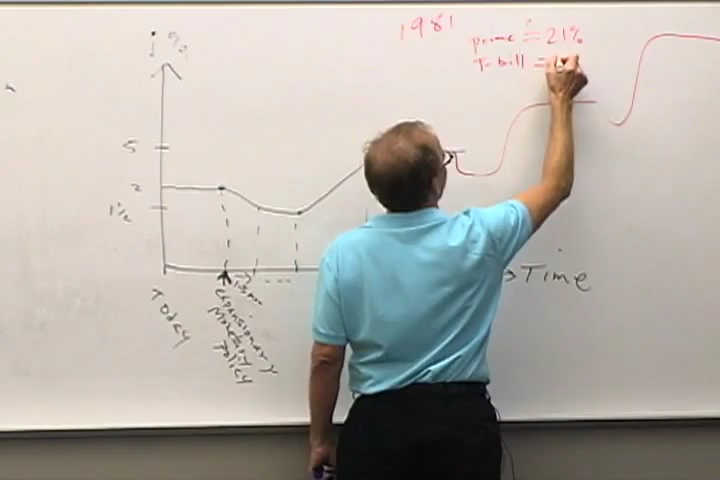 1981
prime = 21%
T-bill =
i %
5
2
1½
Time
Today
expansionary
monetary
policy